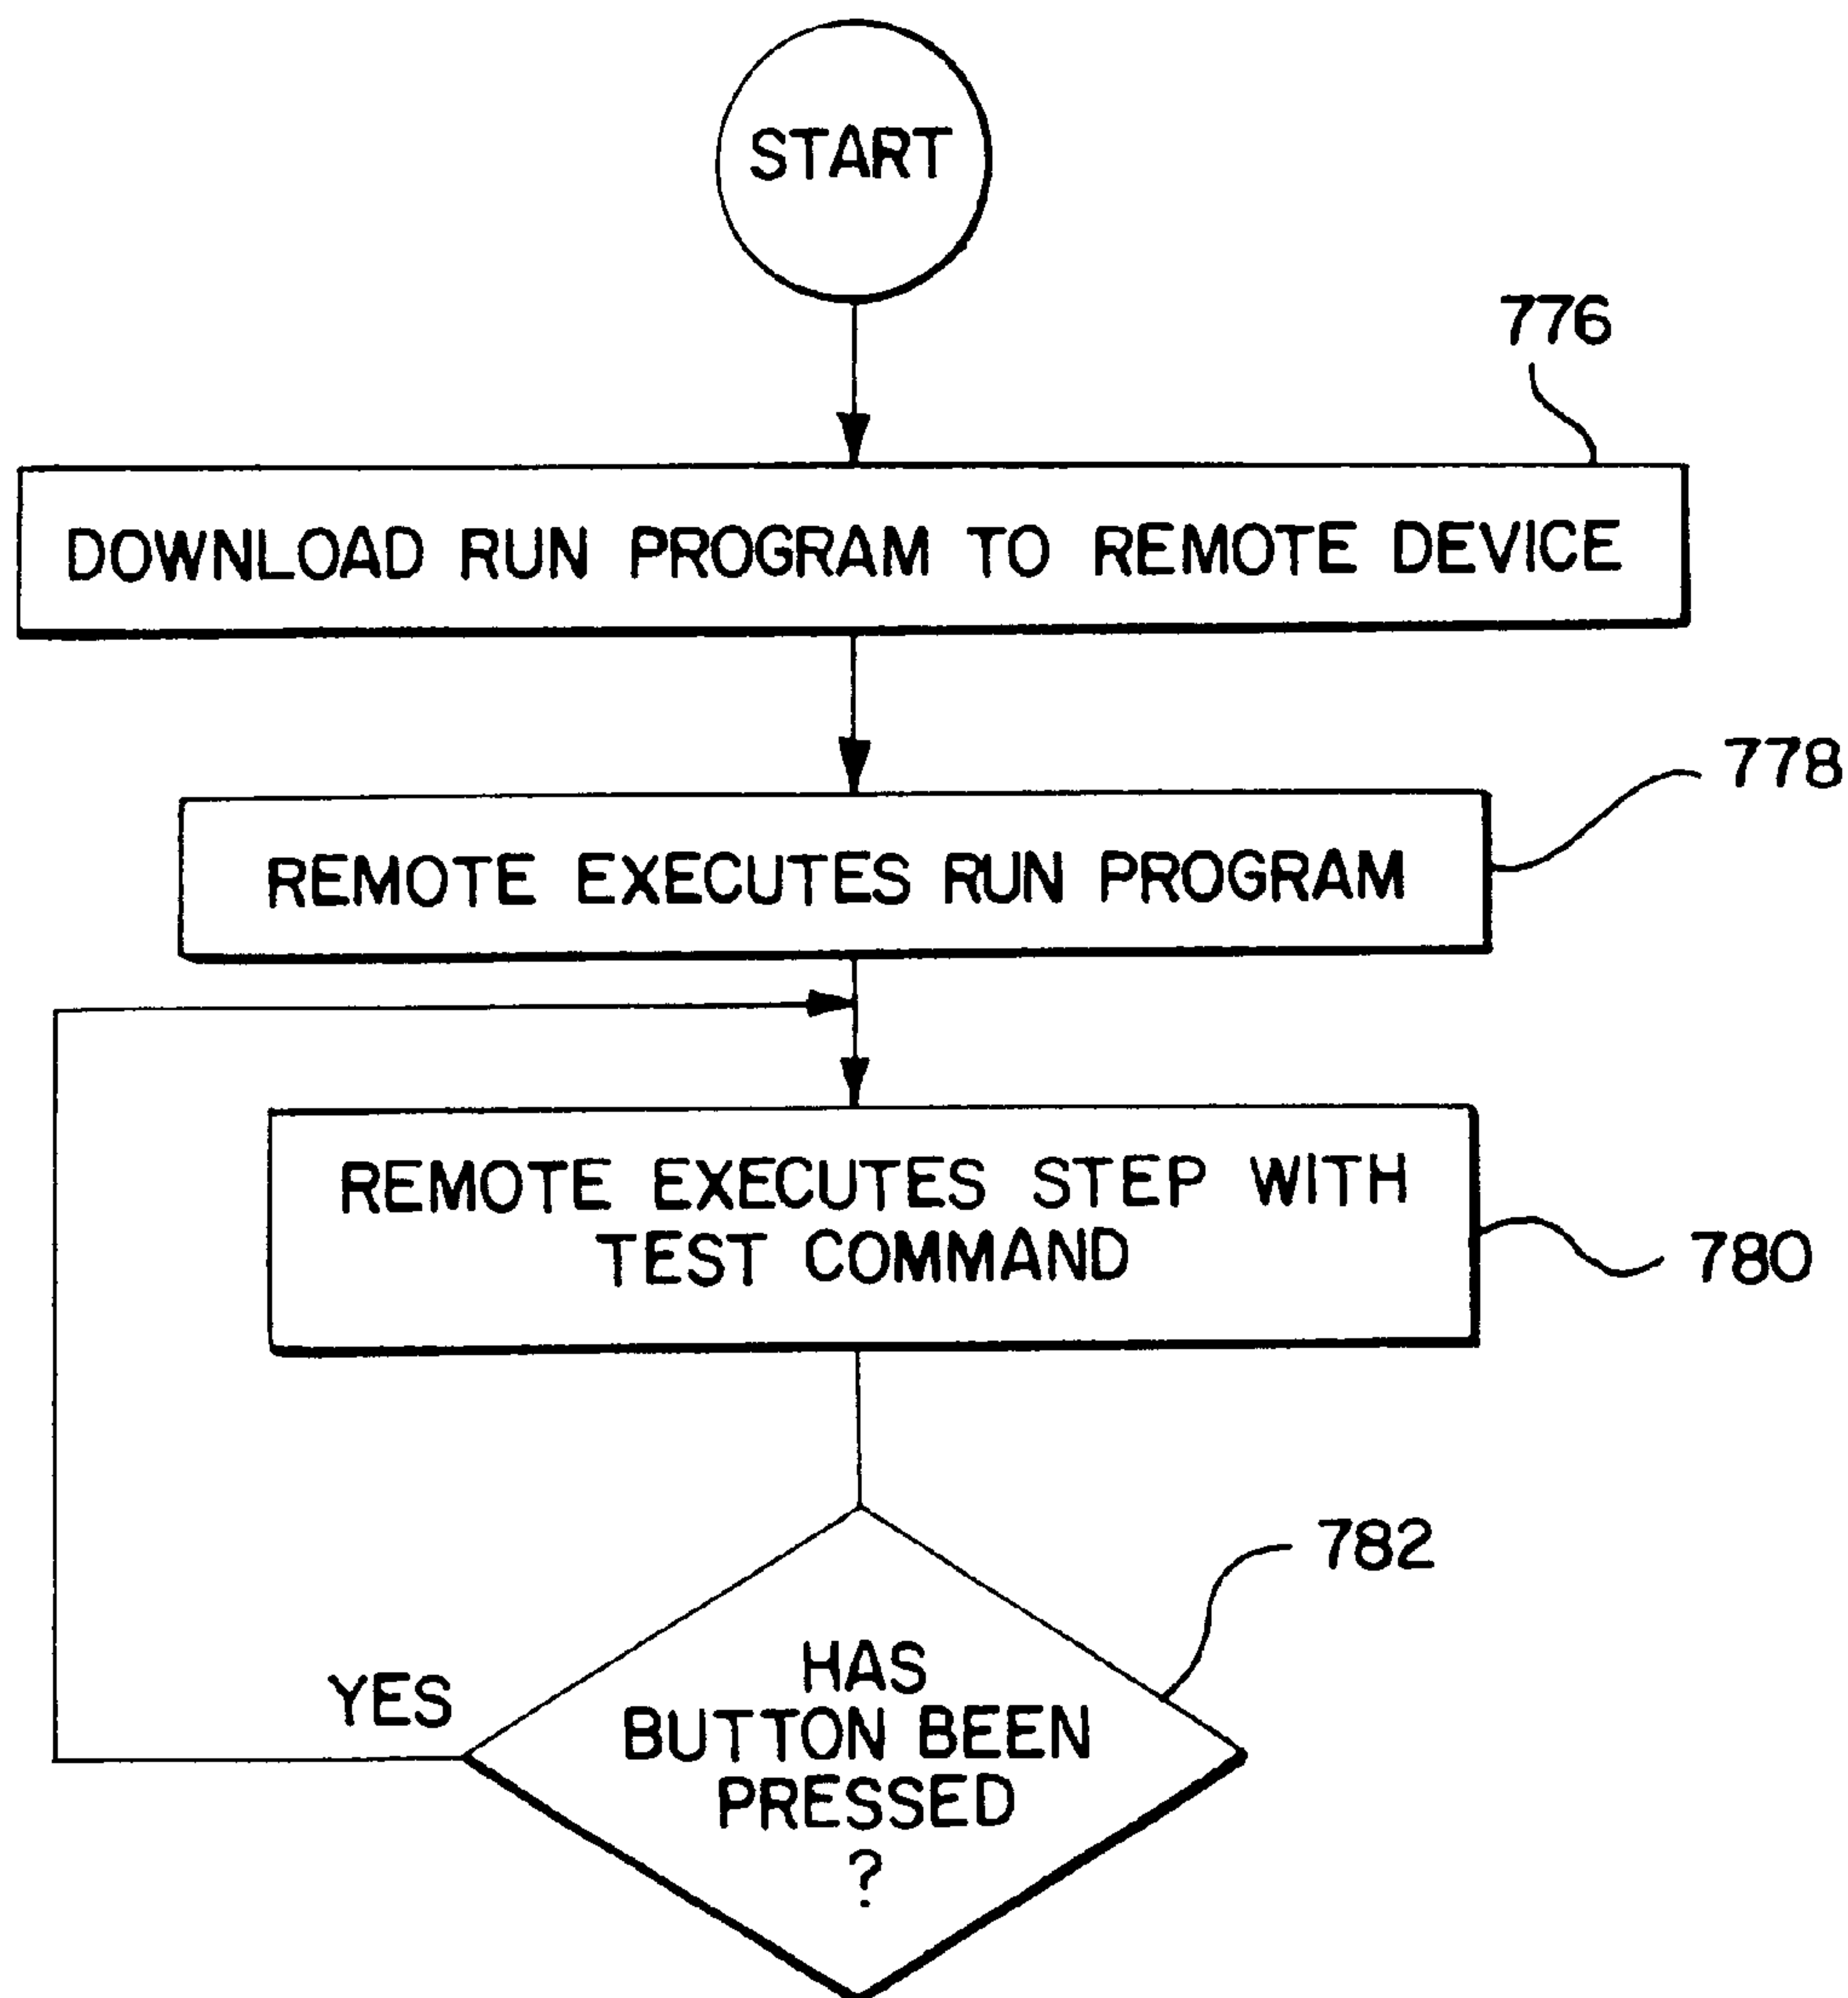 START
776
DOWNLOAD RUN PROGRAM TO REMOTE DEVICE
778
REMOTE EXECUTES RUN PROGRAM
REMOTE EXECUTES STEP WITH
TEST COMMAND
780
782
YES
HAS
BUTTON BEEN
PRESSED
?